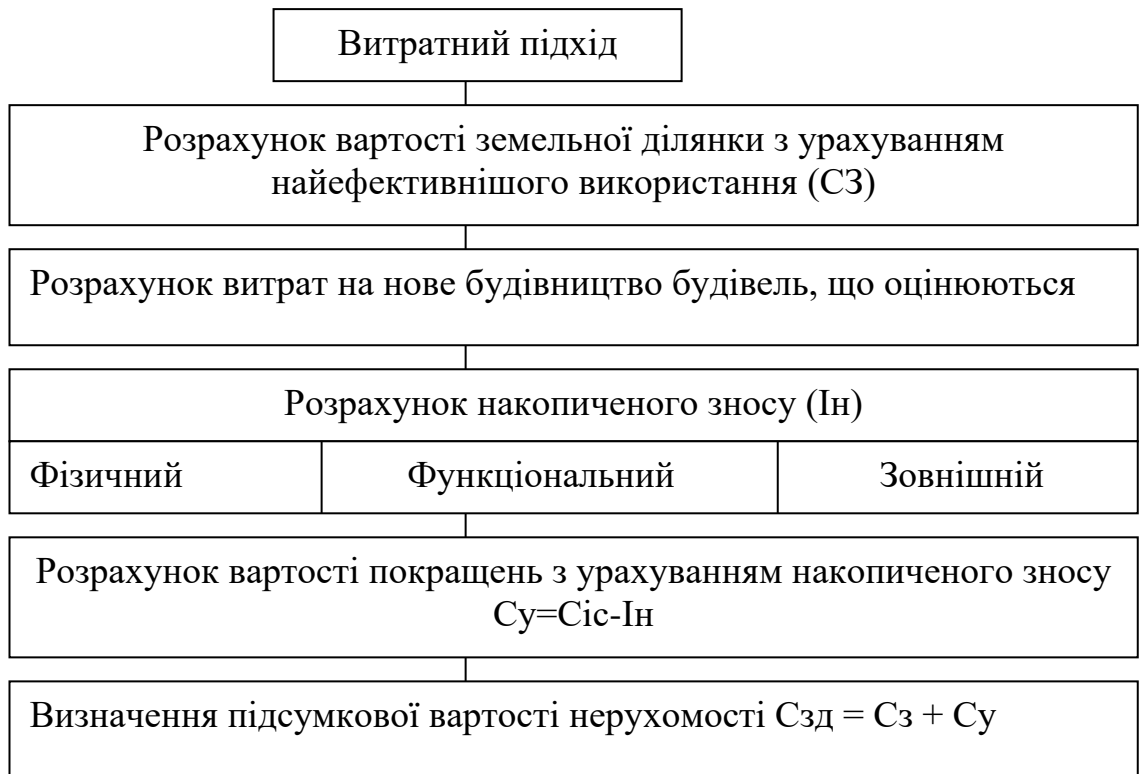 Витратний підхід
Розрахунок вартості земельної ділянки з урахуванням
найефективнішого використання (СЗ)
Розрахунок витрат на нове будівництво будівель, що оцінюються
Розрахунок накопиченого зносу (Ін)
Фізичний
Функціональний
Зовнішній
Розрахунок вартості покращень з урахуванням накопиченого зносу
Су=Сіс-Ін
Визначення підсумкової вартості нерухомості Сзд = Сз + Су